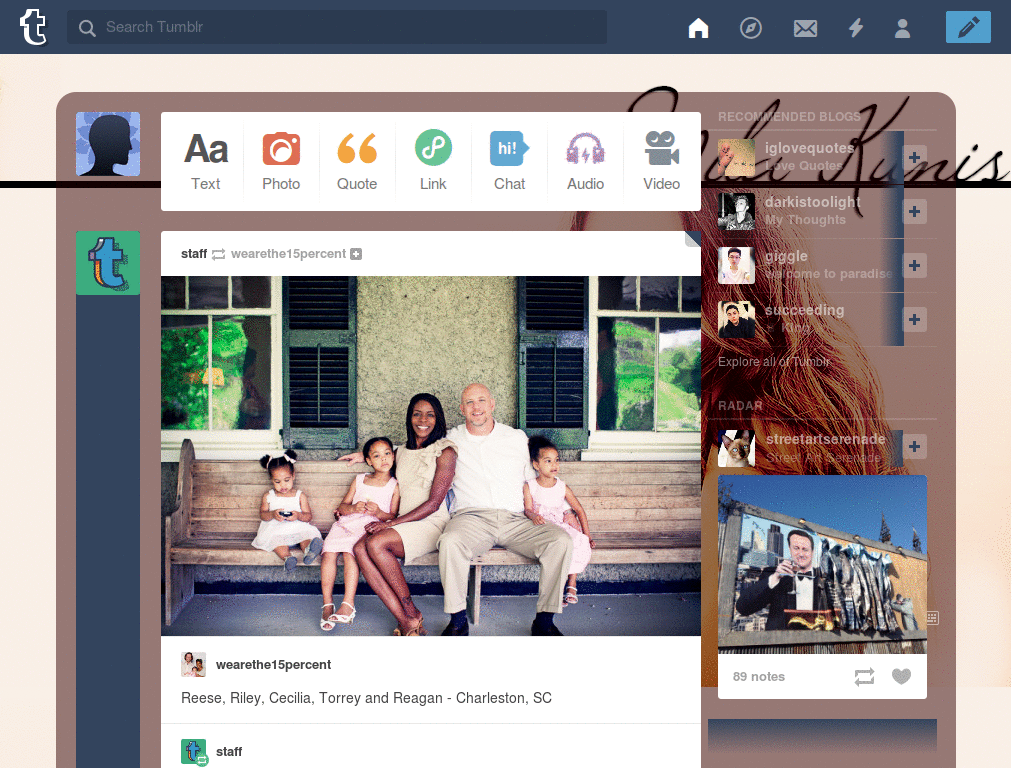 t
Search Tumblr
Kunis
Aa
hi!
Text
Photo
Quote
Link
Chat
Audio
Video
staff wearethe15percent
wearethe15percent
Reese, Riley, Cecilia, Torrey and Reagan - Charleston, SC
t
staff
RECOMMENDED BLOGS
iglovequotes
Love Quotes
darkistoolight
My Thoughts
giggle
welcome to paradise
succeeding
King
Explore all of Tumblr
RADAR
streetartserenade
Street Art Serenade
89 notes